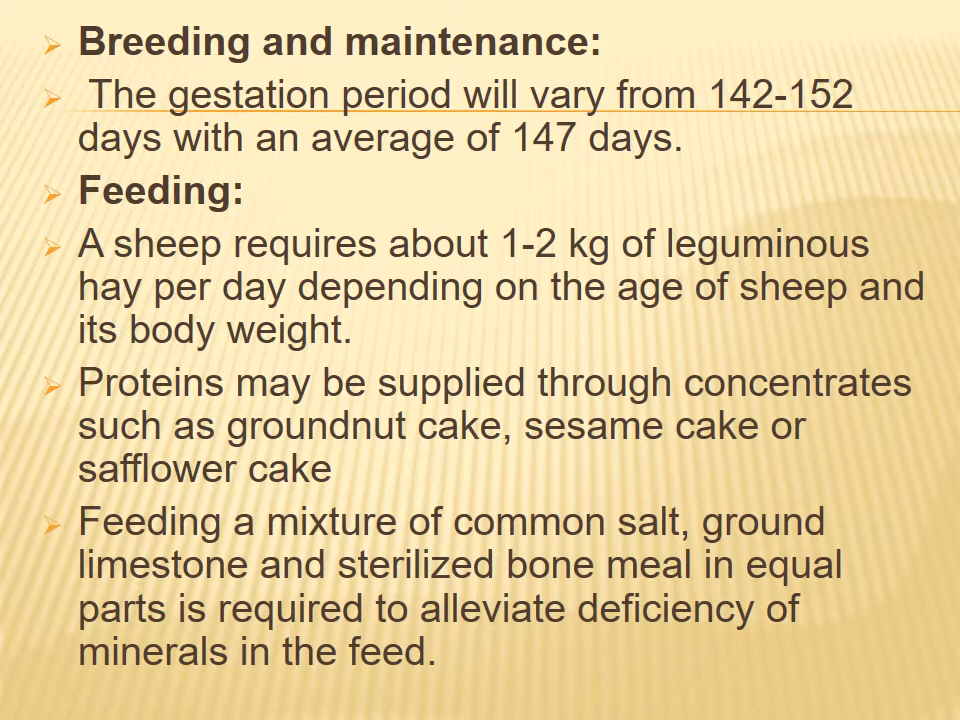 Breeding and maintenance:
The gestation period will vary from 142-152
days with an average of 147 days.
Feeding:
A sheep requires about 1-2 kg of leguminous
hay per day depending on the age of sheep and
its body weight.
Proteins may be supplied through concentrates
such as groundnut cake, sesame cake or
safflower cake
Feeding a mixture of common salt, ground
limestone and sterilized bone meal in equal
parts is required to alleviate deficiency of
minerals in the feed.